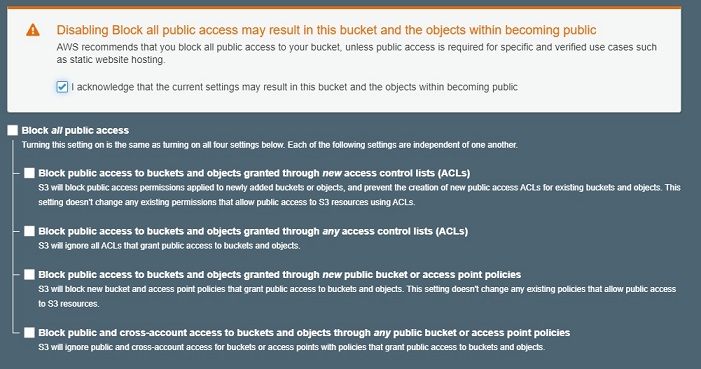 Disabling Block all public access may result in this bucket and the objects within becoming public
AWS recommends that you block all public access to your bucket, unless public access is required for specific and verified use cases such
as static website hosting.
I acknowledge that the current settings may result in this bucket and the objects within becoming public
Block all public access
Turning this setting on is the same as turning on all four settings below. Each of the following settings are independent of one another.
Block public access to buckets and objects granted through new access control lists (ACLs)
S3 will block public access permissions applied to newly added buckets or objects, and prevent the creation of new public access ACLs for existing buckets and objects. This
setting doesn't change any existing permissions that allow public access to S3 resources using ACLs.
Block public access to buckets and objects granted through any access control lists (ACLs)
S3 will ignore all ACLs that grant public access to buckets and objects.
Block public access to buckets and objects granted through new public bucket or access point policies
S3 will block new bucket and access point policies that grant public access to buckets and objects. This setting doesn't change any existing policies that allow public access
to S3 resources.
Block public and cross-account access to buckets and objects through any public bucket or access point policies
S3 will ignore public and cross-account access for buckets or access points with policies that grant public access to buckets and objects.